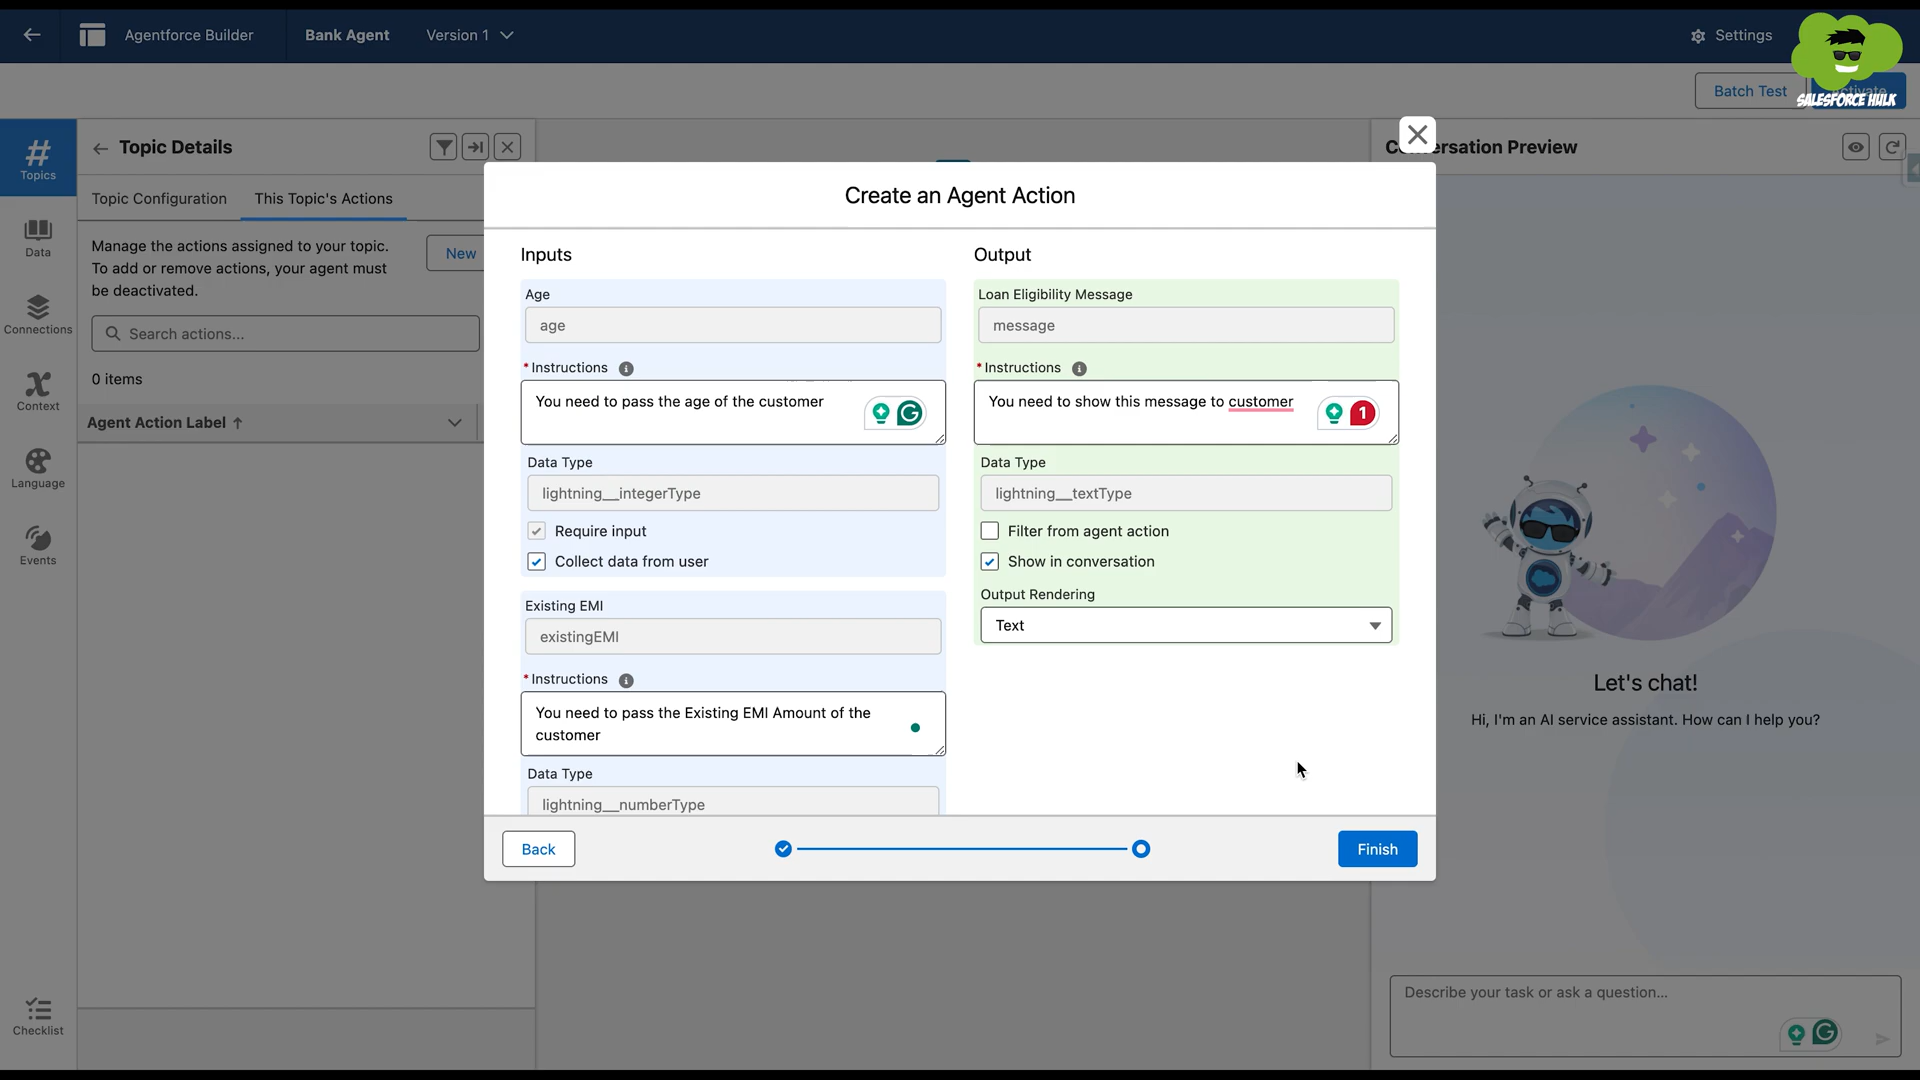 Agentforce Builder
Bank Agent
Version 1
Settings
SALESFORCE HULK
Batch Test
Topics
Topic Details
Topic Configuration
This Topic's Actions
Manage the actions assigned to your topic.
To add or remove actions, your agent must
be deactivated.
New
Search actions...
0 items
Agent Action Label
Data
Connections
Context
Language
Events
Checklist
Create an Agent Action
Inputs
Age
age
* Instructions
You need to pass the age of the customer
Data Type
lightning__integerType
Require input
Collect data from user
Existing EMI
existingEMI
* Instructions
You need to pass the Existing EMI Amount of the
customer
Data Type
lightning__numberType
Output
Loan Eligibility Message
message
* Instructions
You need to show this message to customer
1
Data Type
lightning__textType
Filter from agent action
Show in conversation
Output Rendering
Text
Back
Finish
Conversation Preview
Let's chat!
Hi, I'm an AI service assistant. How can I help you?
Describe your task or ask a question...